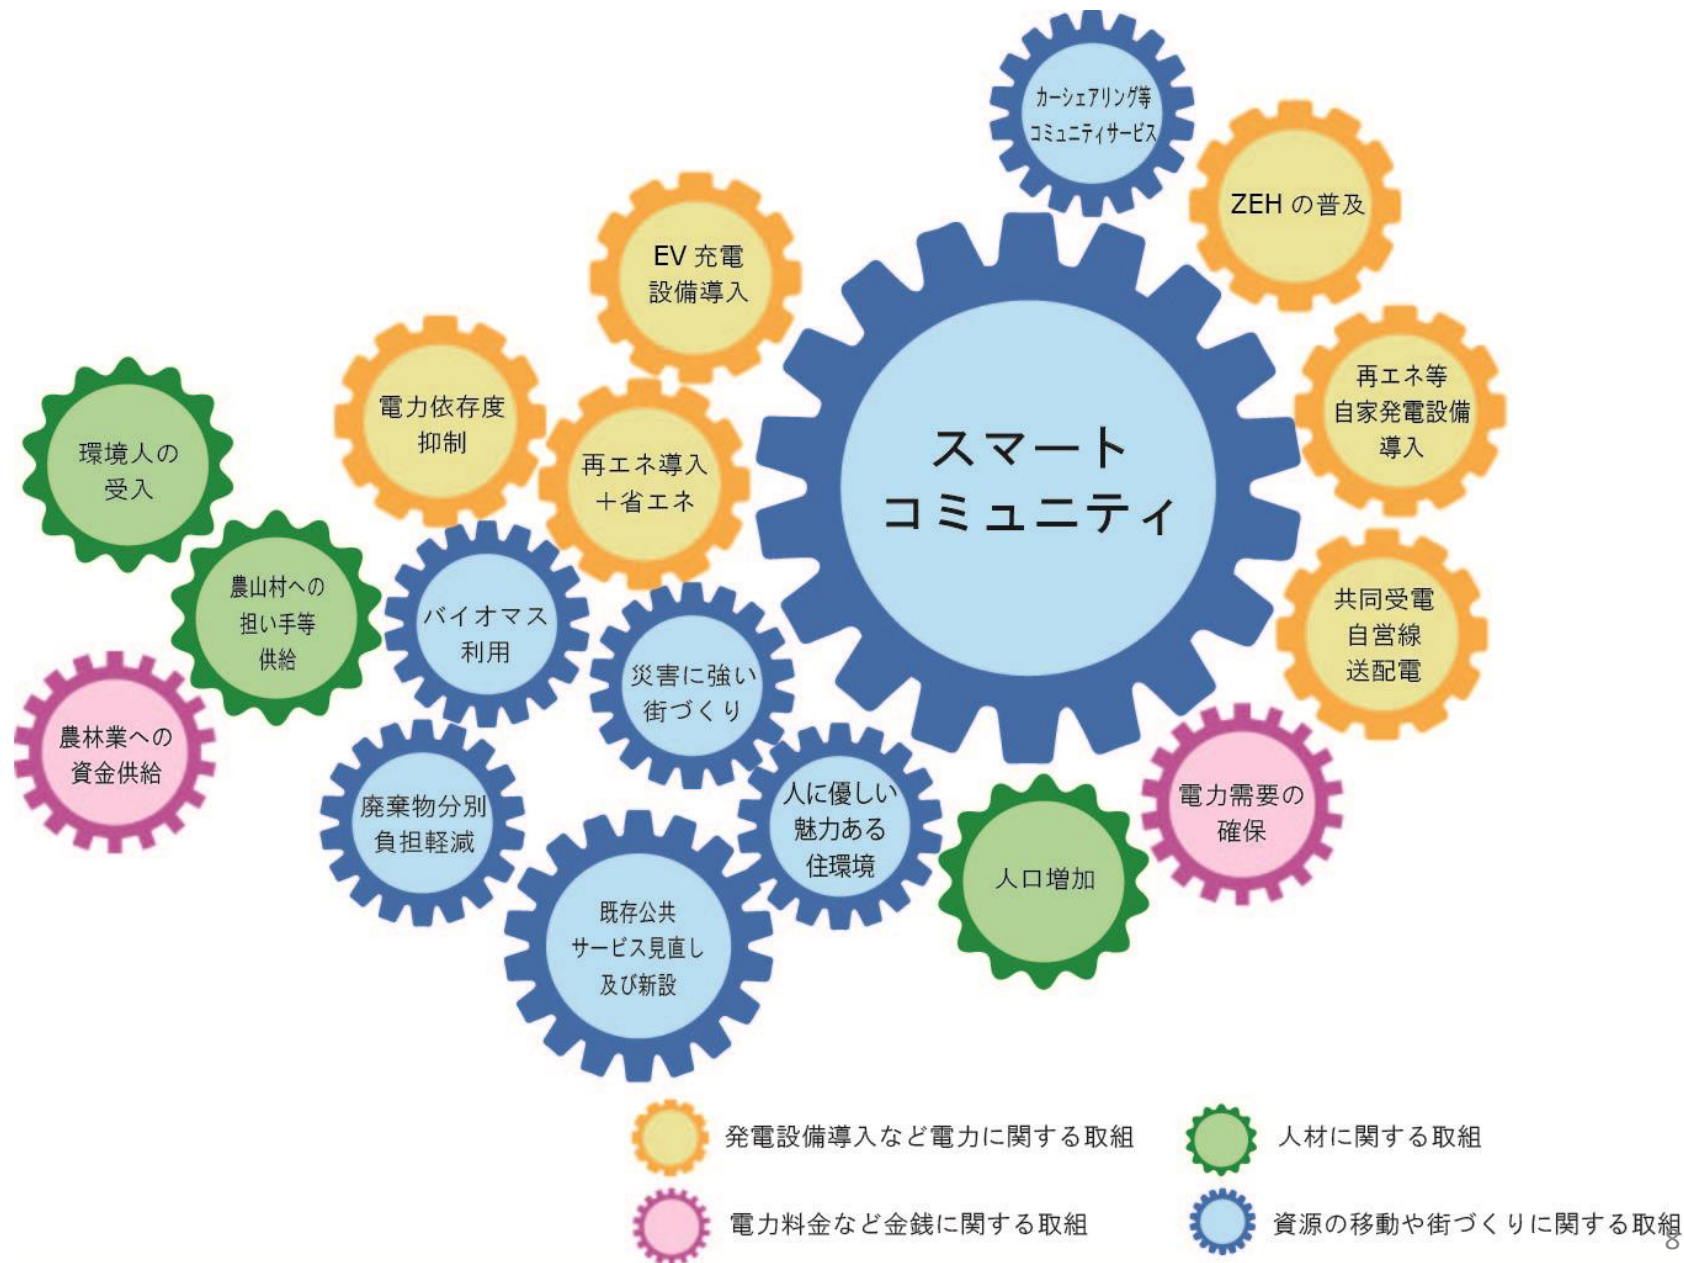 カーシェアリング等
コミュニティサービス
ZEH の普及
EV 充電
設備導入
電力依存度
抑制
再エネ導入
＋省エネ
スマート
コミュニティ
再エネ等
自家発電設備
導入
環境人の
受入
農山村への
担い手等
供給
バイオマス
利用
災害に強い
街づくり
共同受電
自営線
送配電
農林業への
資金供給
廃棄物分別
負担軽減
人に優しい
魅力ある
住環境
電力需要の
確保
人口増加
既存公共
サービス見直し
及び新設
発電設備導入など電力に関する取組
人材に関する取組
電力料金など金銭に関する取組
資源の移動や街づくりに関する取組
8